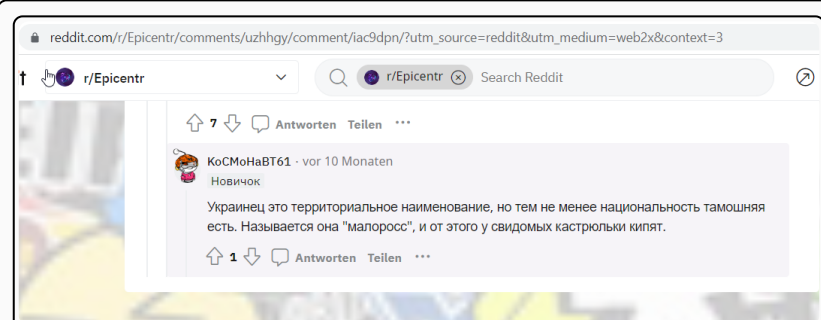 reddit.com/r/Epicentr/comments/uzhhgy/comment/iac9dpn/?utm_source=reddit&utm_medium=web2x&context=3
t r/Epicentr r/Epicentr Search Reddit
7 Antworten Teilen ···
KoCMoHaBT61 · vor 10 Monaten
Новичок
Украинец это территориальное наименование, но тем не менее национальность тамошняя
есть. Называется она "малоросс", и от этого у свидомых кастрюльки кипят.
1 Antworten Teilen ···